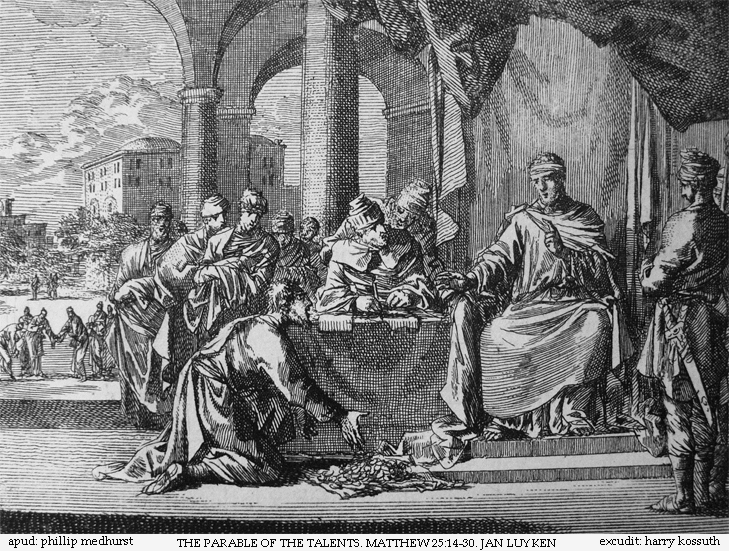 apud: phillip medhurst THE PARABLE OF THE TALENTS. MATTHEW 25:14-30. JAN LUYKEN excudit: harry kossuth